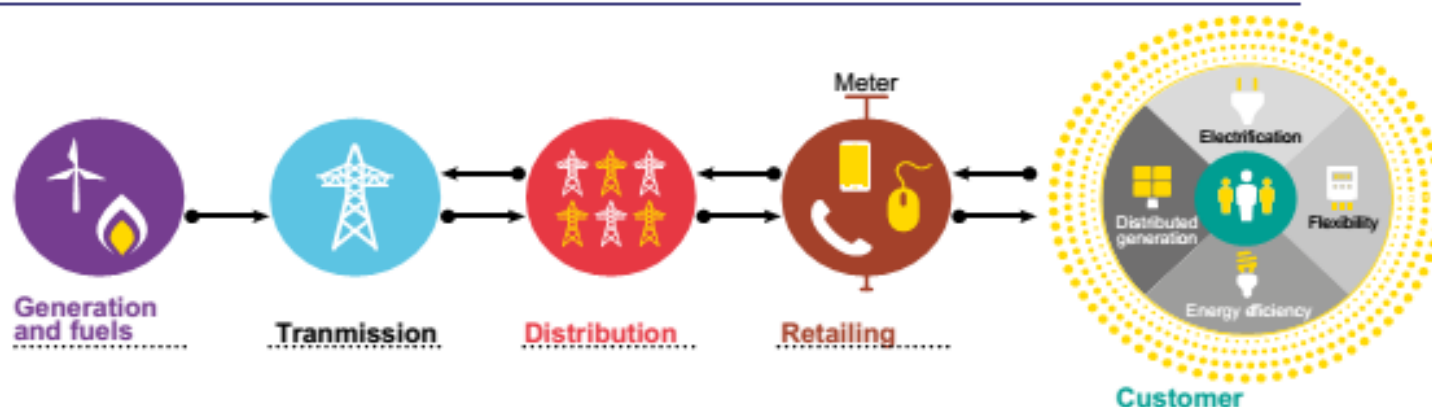 Meter
Electrification
Distributed
generation
Flexibility
Energy efficiency
Generation
and fuels
Tranmission
Distribution
Retailing
Customer